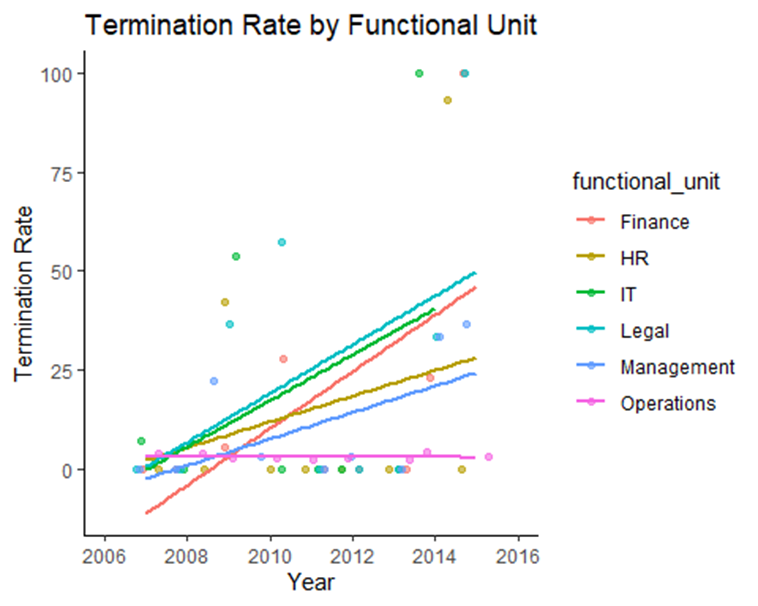 Termination Rate by Functional Unit
Termination Rate
100
75
50
25
0
2006 2008 2010 2012 2014 2016
Year
functional_unit
Finance
HR
IT
Legal
Management
Operations